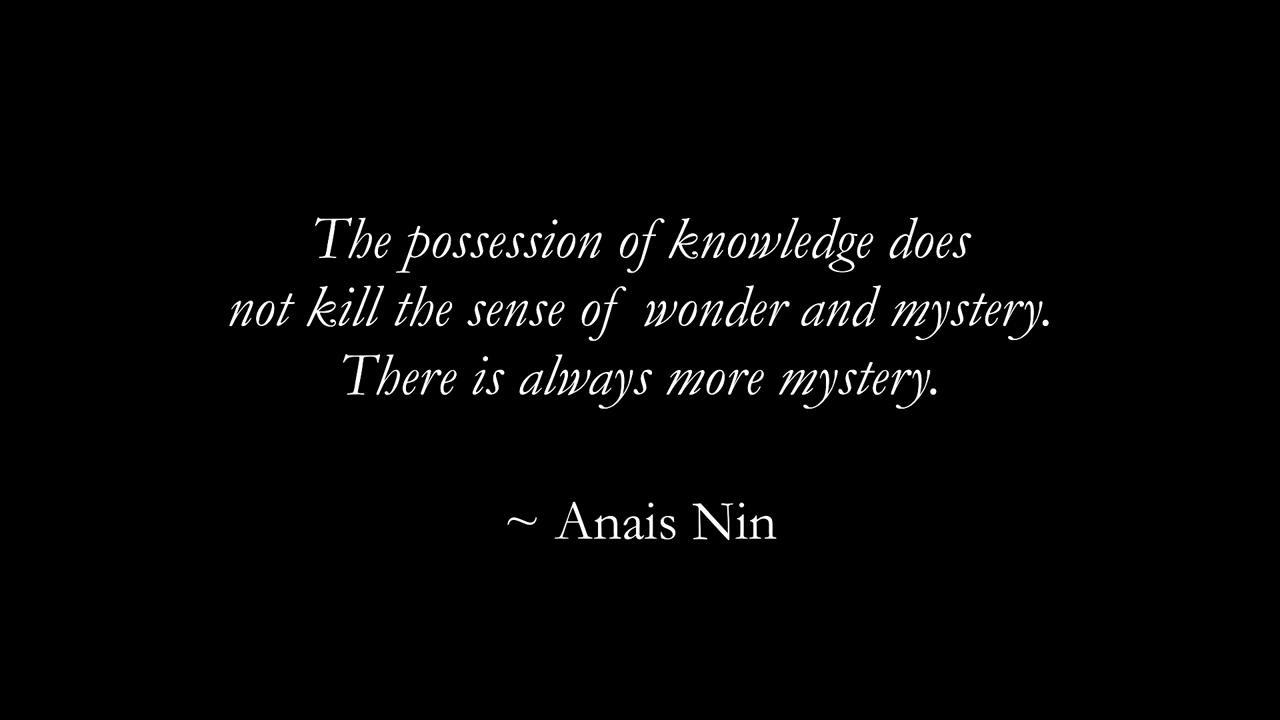 The possession of knowledge does
not kill the sense of wonder and mystery.
There is always more mystery.
~ Anais Nin